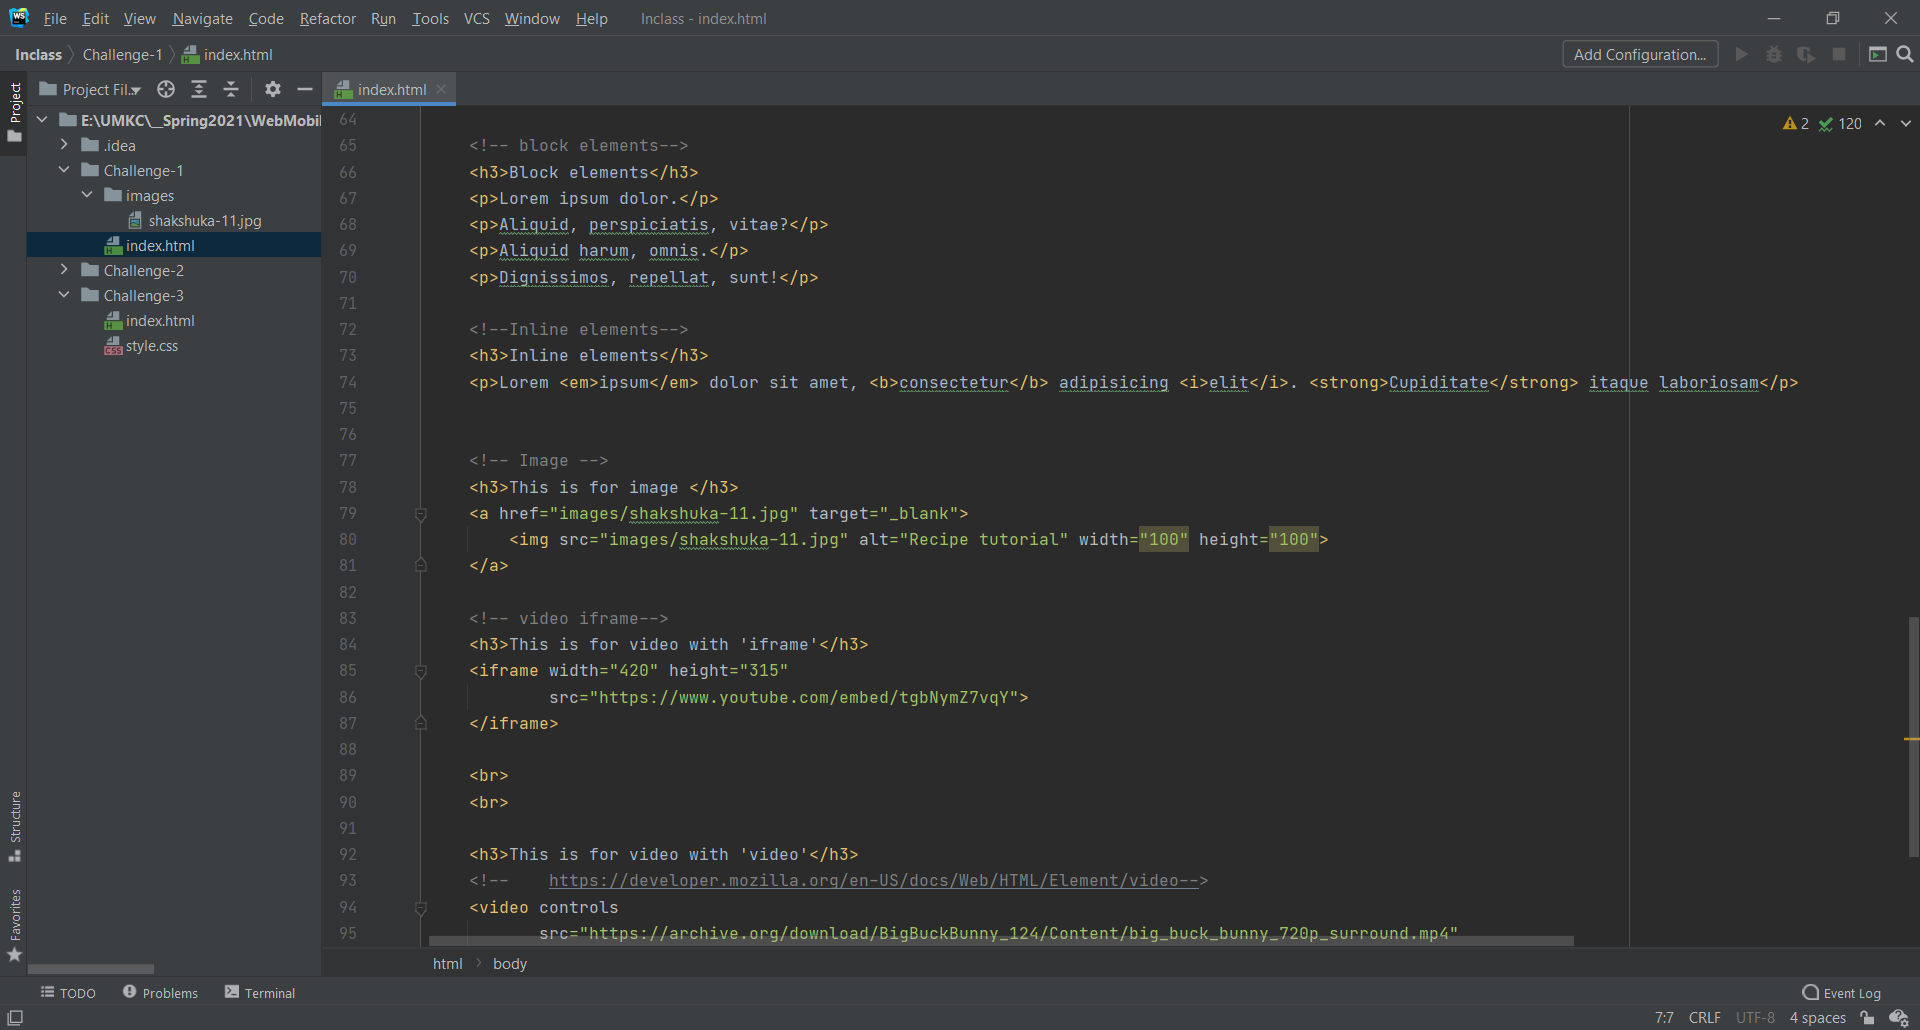 WS File Edit View Navigate Code Refactor Run Tools VCS Window Help Inclass - index.html
Inclass Challenge-1 index.html Add Configuration...
Project
Project Fil..
E:\UMKC\_Spring2021\WebMobil
.idea
Challenge-1
images
shakshuka-11.jpg
index.html
Challenge-2
Challenge-3
index.html
style.css
Structure
Favorites
index.html
2 120
64
65 <!-- block elements-->
66 <h3>Block elements</h3>
67 <p>Lorem ipsum dolor.</p>
68 <p>Aliquid, perspiciatis, vitae?</p>
69 <p>Aliquid harum, omnis.</p>
70 <p>Dignissimos, repellat, sunt!</p>
71
72 <!--Inline elements-->
73 <h3>Inline elements</h3>
74 <p>Lorem <em>ipsum</em> dolor sit amet, <b>consectetur</b> adipisicing <i>elit</i>. <strong>Cupiditate</strong> itaque laboriosam</p>
75
76
77 <!-- Image -->
78 <h3>This is for image </h3>
79 <a href="images/shakshuka-11.jpg" target="_blank">
80 <img src="images/shakshuka-11.jpg" alt="Recipe tutorial" width="100" height="100">
81 </a>
82
83 <!-- video iframe-->
84 <h3>This is for video with 'iframe'</h3>
85 <iframe width="420" height="315"
86 src="https://www.youtube.com/embed/tgbNymZ7vqY">
87 </iframe>
88
89 <br>
90 <br>
91
92 <h3>This is for video with 'video'</h3>
93 <!-- https://developer.mozilla.org/en-US/docs/Web/HTML/Element/video-->
94 <video controls
95 src="https://archive.org/download/BigBuckBunny_124/Content/big_buck_bunny_720p_surround.mp4"
html body
TODO Problems Terminal Event Log
7:7 CRLF UTF-8 4 spaces